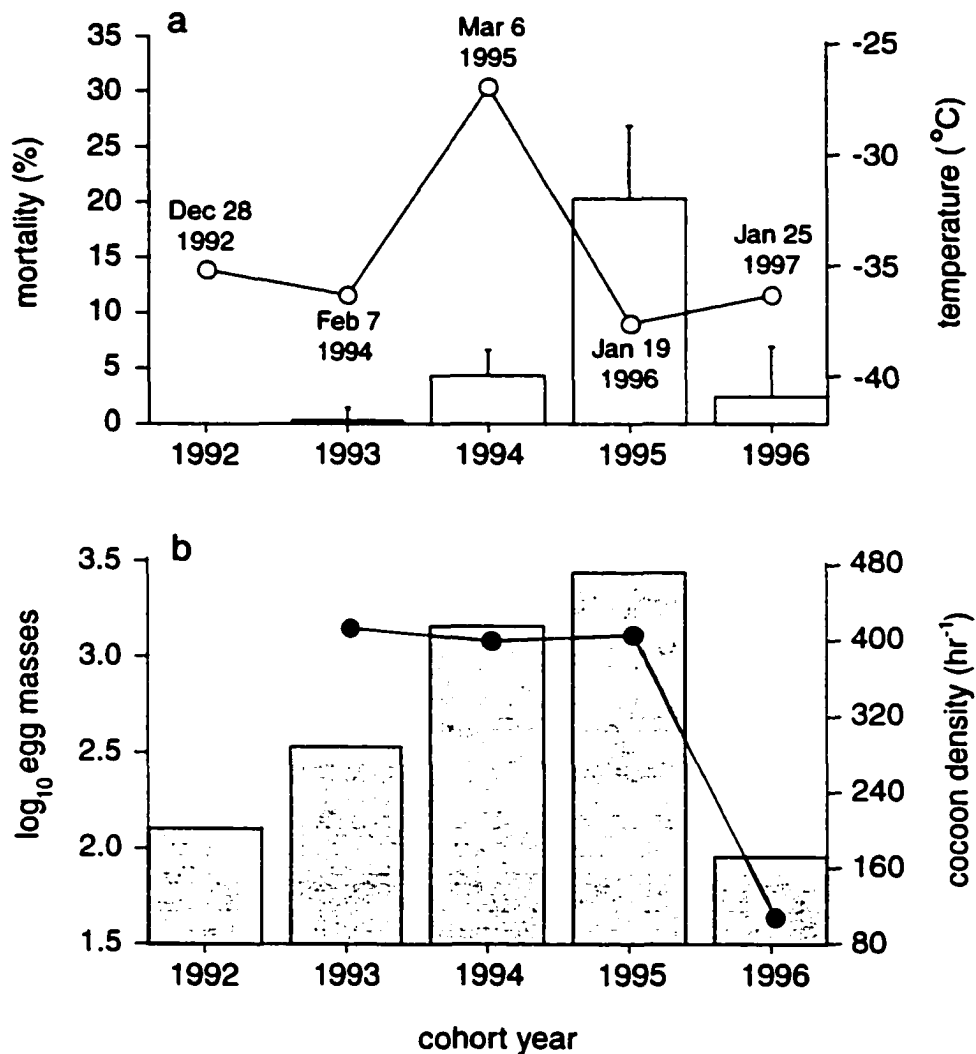 a
mortality (%)
35
30
25
20
15
10
5
0
Dec 28
1992
Feb 7
1994
Mar 6
1995
Jan 19
1996
Jan 25
1997
-25
-30
-35
-40
temperature (°C)
1992 1993 1994 1995 1996
b
log10 egg masses
3.5
3.0
2.5
2.0
1.5
480
400
320
240
160
80
cocoon density (hr-1)
1992 1993 1994 1995 1996
cohort year